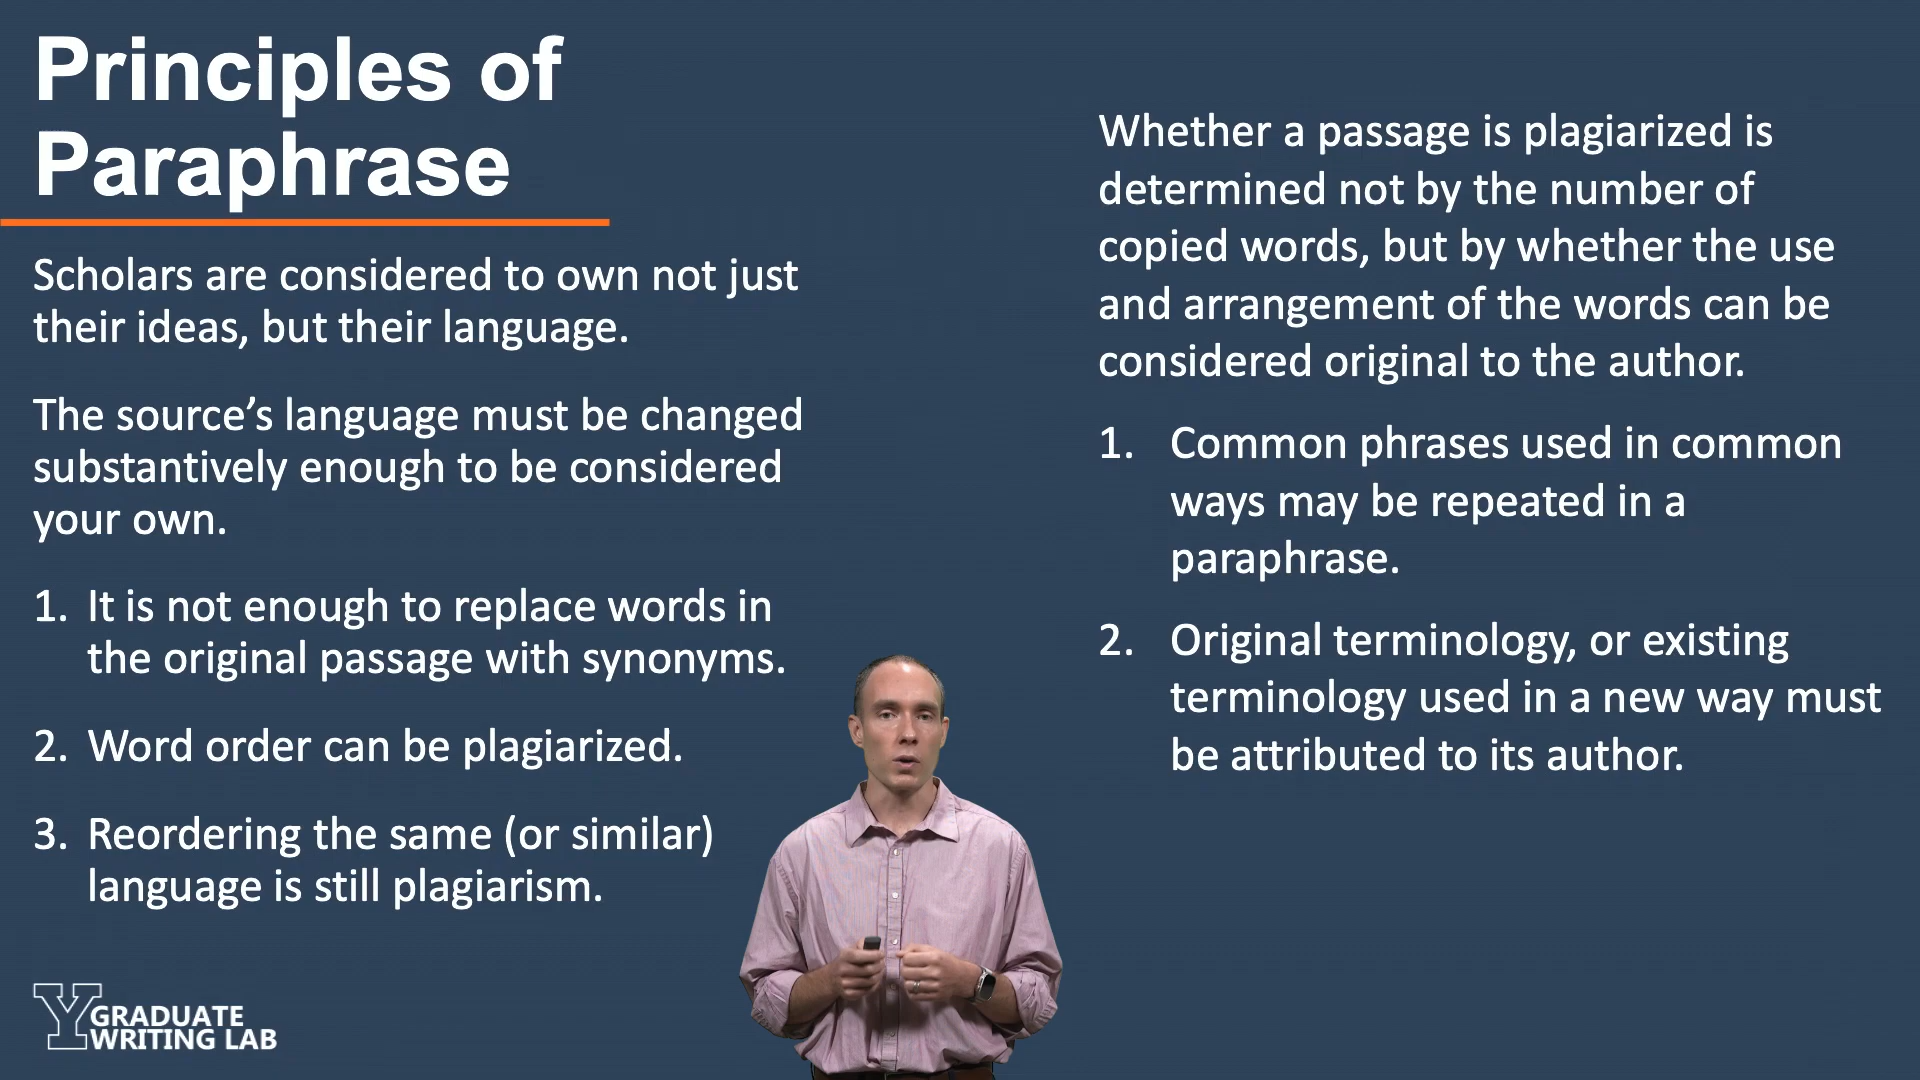 Principles of
Paraphrase
Scholars are considered to own not just
their ideas, but their language.
The source’s language must be changed
substantively enough to be considered
your own.
1. It is not enough to replace words in
the original passage with synonyms.
2. Word order can be plagiarized.
3. Reordering the same (or similar)
language is still plagiarism.
Whether a passage is plagiarized is
determined not by the number of
copied words, but by whether the use
and arrangement of the words can be
considered original to the author.
1. Common phrases used in common
ways may be repeated in a
paraphrase.
2. Original terminology, or existing
terminology used in a new way must
be attributed to its author.
Y GRADUATE
WRITING LAB